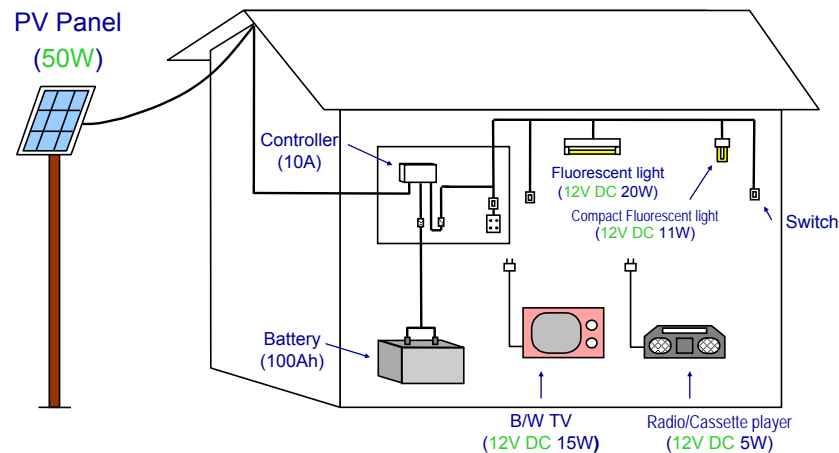 PV Panel
(50W)
Controller
(10A)
Fluorescent light
(12V DC 20W)
Compact Fluorescent light
(12V DC 11W)
Switch
Battery
(100Ah)
B/W TV
(12V DC 15W)
Radio/Cassette player
(12V DC 5W)